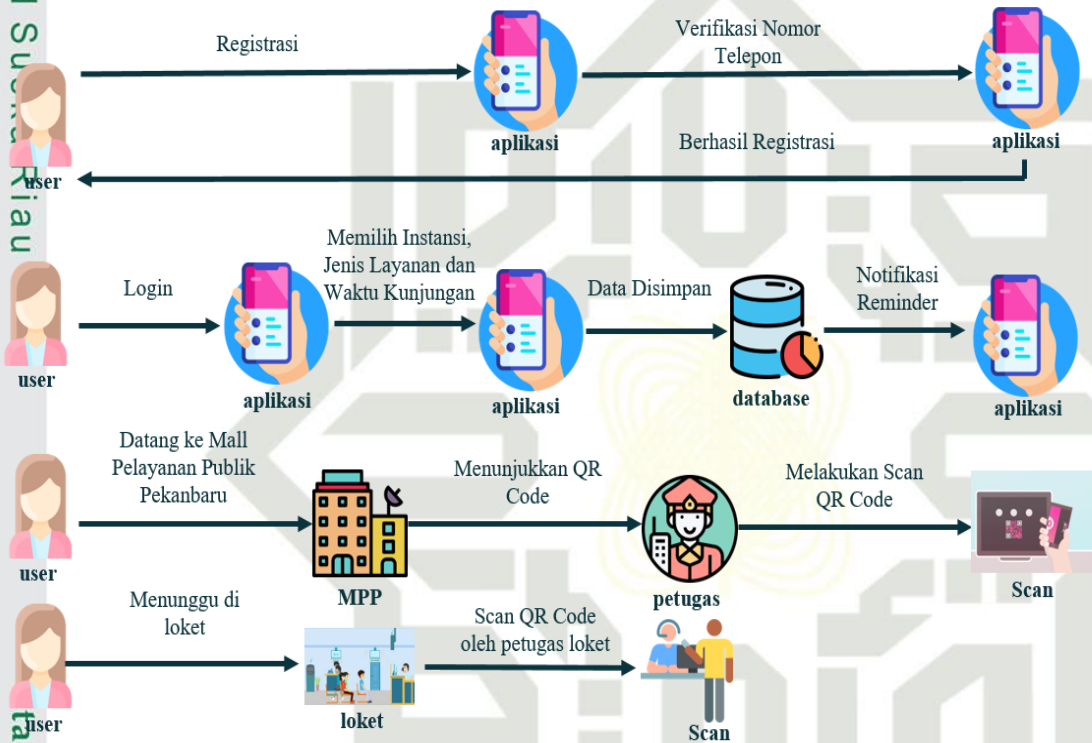 Registrasi
Verifikasi Nomor
Telepon
aplikasi
aplikasi
Berhasil Registrasi
user
Login
Memilih Instansi,
Jenis Layanan dan
Waktu Kunjungan
Data Disimpan
Notifikasi
Reminder
user
aplikasi
aplikasi
database
aplikasi
Datang ke Mall
Pelayanan Publik
Pekanbaru
Menunjukkan QR
Code
Melakukan Scan
QR Code
user
MPP
petugas
Scan
Menunggu di
loket
Scan QR Code
oleh petugas loket
user
loket
Scan
Riau